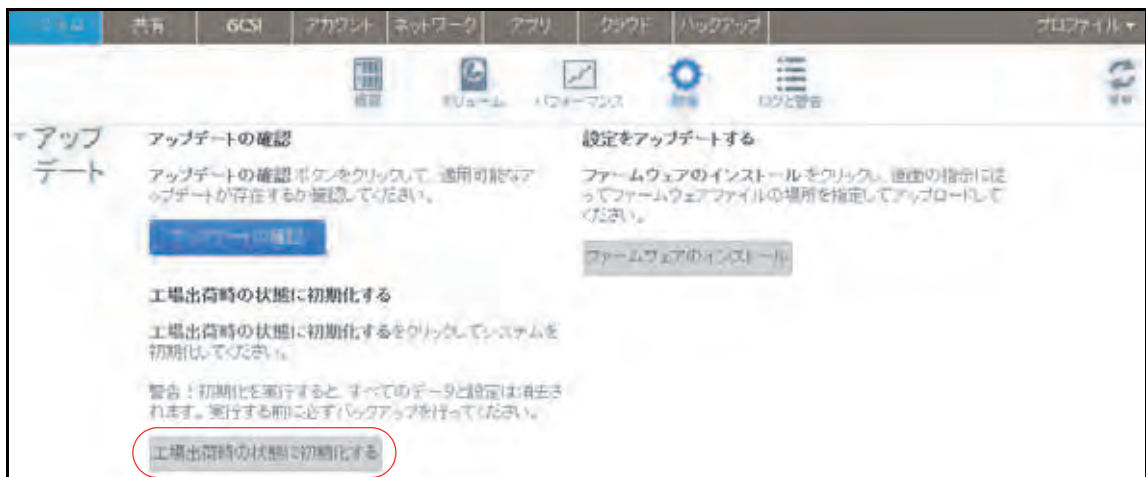 システム 共有 iSCSI アカウント ネットワーク アプリ クラウド バックアップ プロファイル
概要 ボリューム パフォーマンス 設定 ログと警告 更新
アップ
デート
アップデートの確認
アップデートの確認 ボタンをクリックして、適用可能なア
ップデートが存在するか確認してください。
アップデートの確認
工場出荷時の状態に初期化する
工場出荷時の状態に初期化するをクリックしてシステムを
初期化してください。
警告：初期化を実行すると、すべてのデータと設定は消去さ
れます。実行する前に必ずバックアップを行ってください。
工場出荷時の状態に初期化する
設定をアップデートする
ファームウェアのインストール をクリックし、画面の指示に従
ってファームウェアファイルの場所を指定してアップロードして
ください。
ファームウェアのインストール